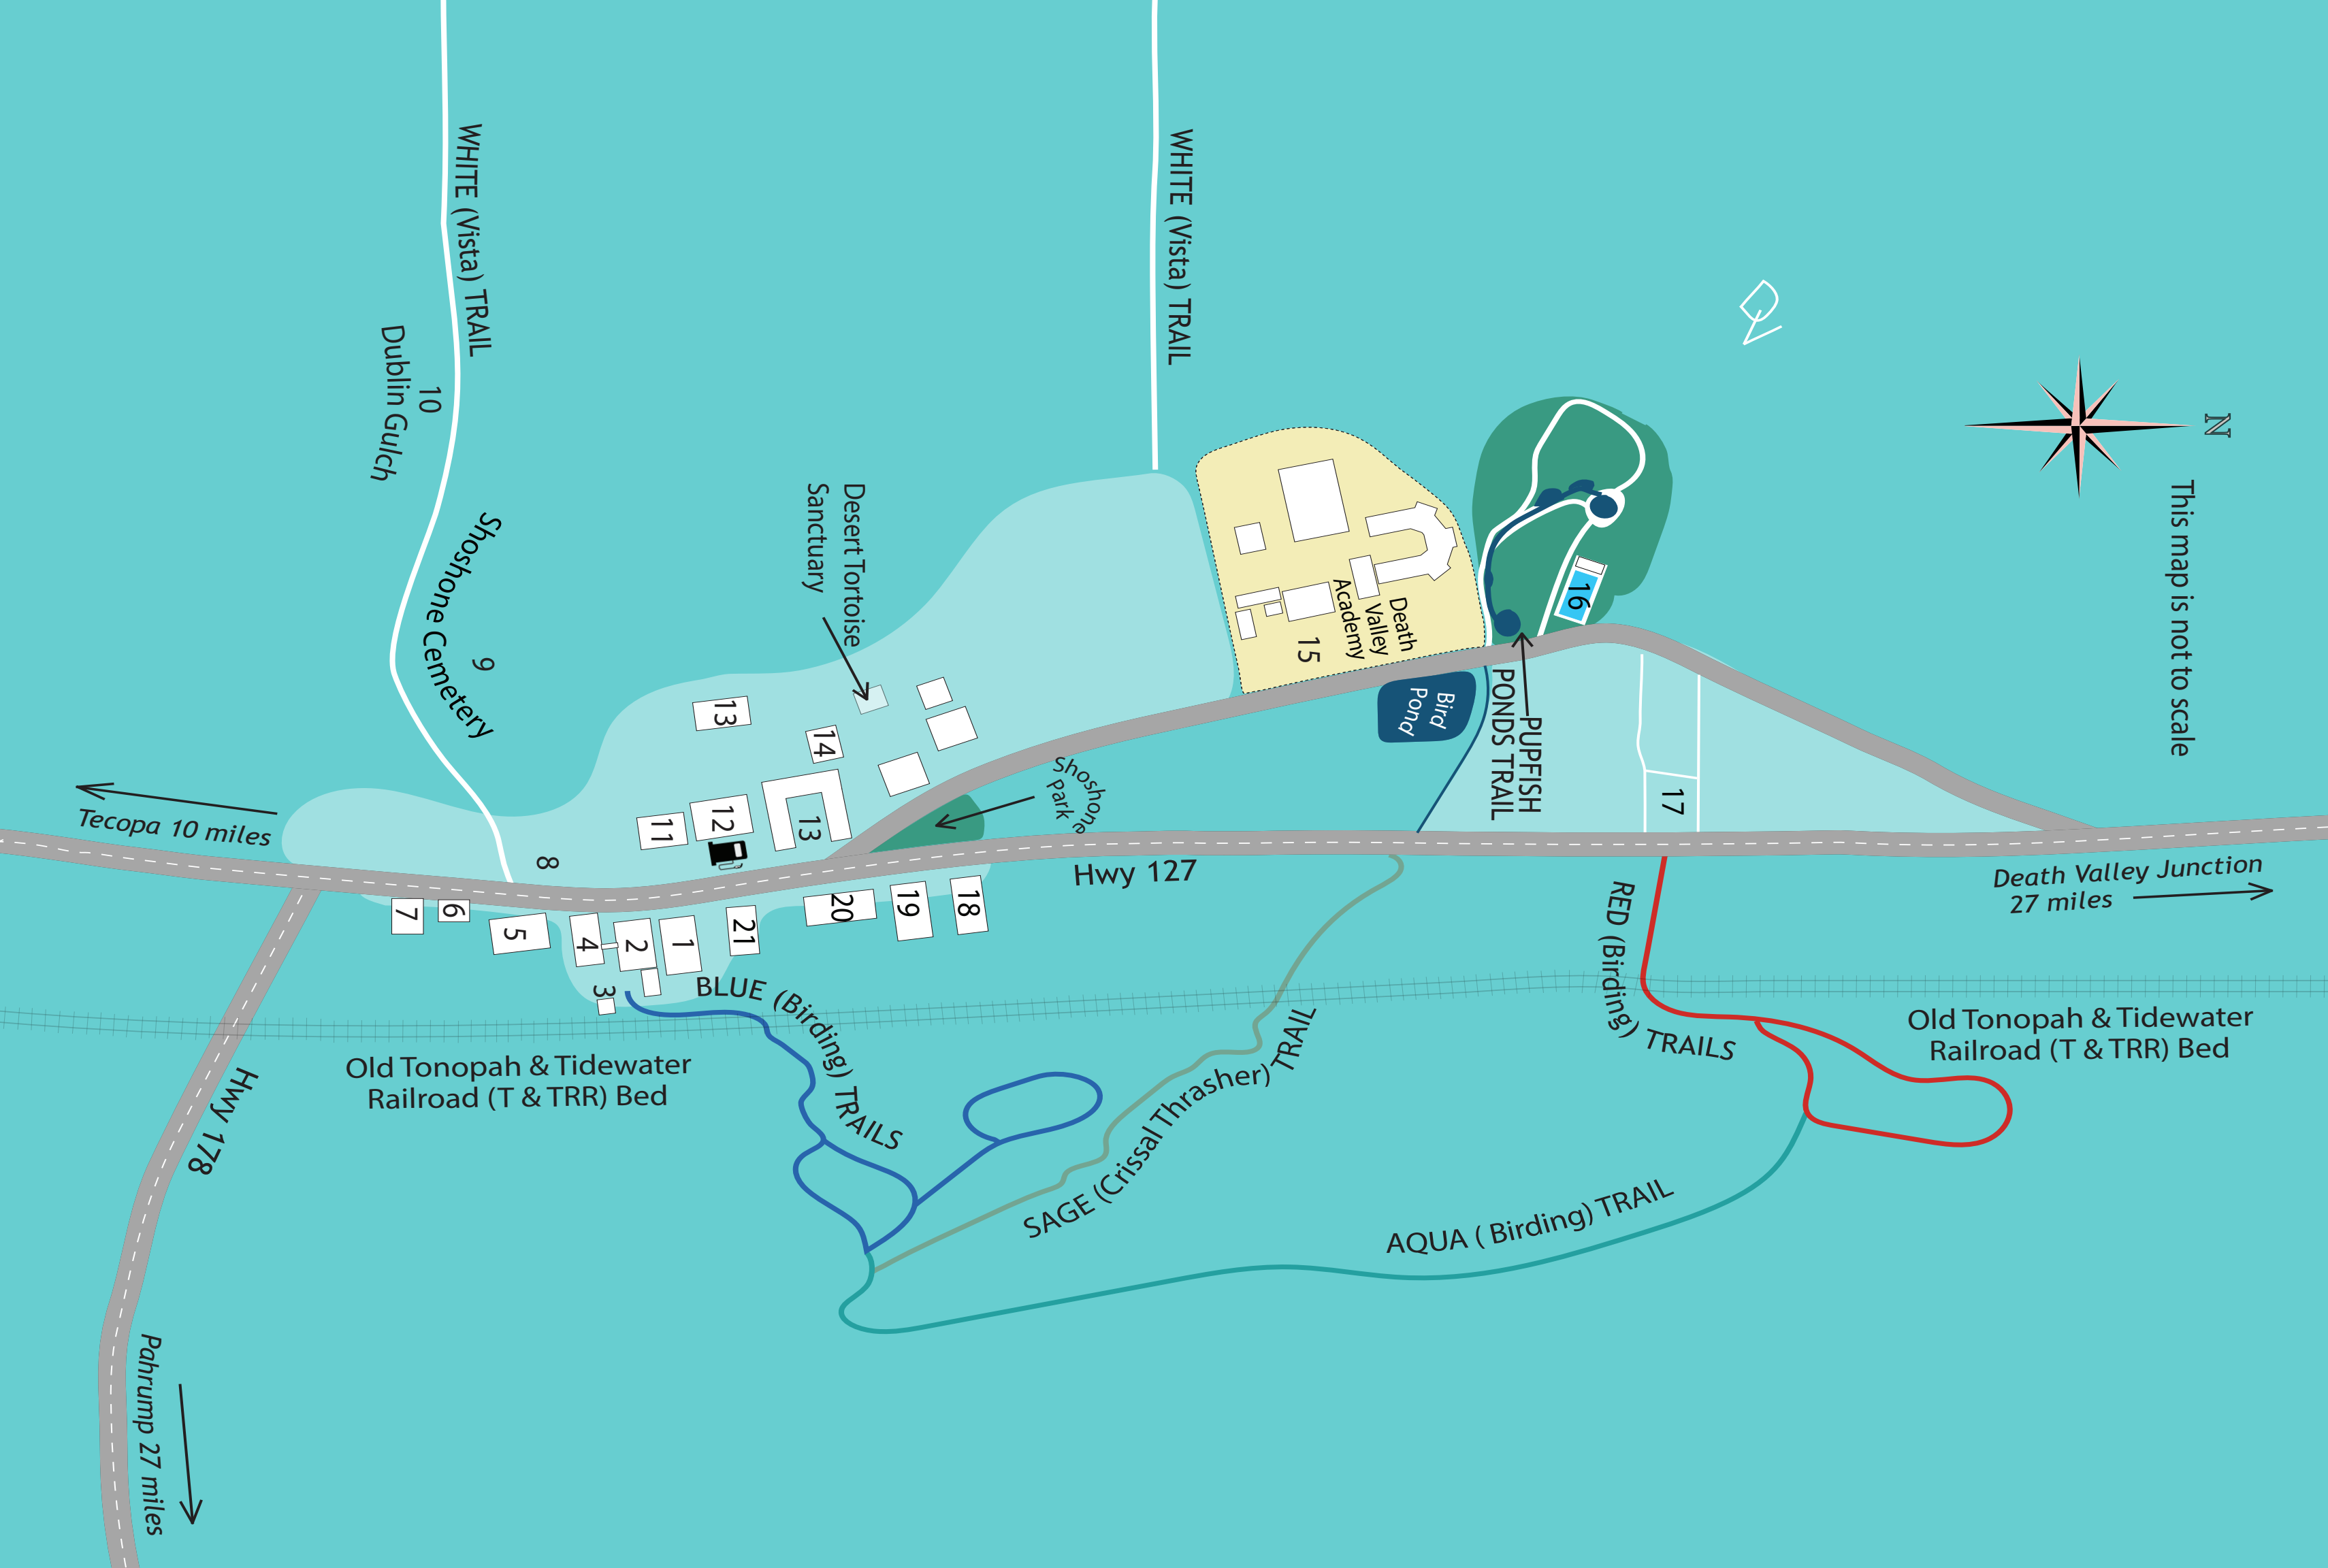 WHITE (Vista) TRAIL
WHITE (Vista) TRAIL
10
Dublin Gulch
9
Shoshone Cemetery
Desert Tortoise
Sanctuary
Death
Valley
Academy
15
16
N
This map is not to scale
Bird
Pond
PUPFISH
PONDS TRAIL
17
13
14
13
12
11
8
Shoshone
Park
Tecopa 10 miles
Hwy 127
Death Valley Junction
27 miles
7
6
5
4
2
1
21
20
19
18
3
BLUE (Birding) TRAILS
RED (Birding) TRAILS
Old Tonopah & Tidewater
Railroad (T & TRR) Bed
Old Tonopah & Tidewater
Railroad (T & TRR) Bed
SAGE (Crissal Thrasher) TRAIL
AQUA ( Birding) TRAIL
Hwy 178
Pahrump 27 miles